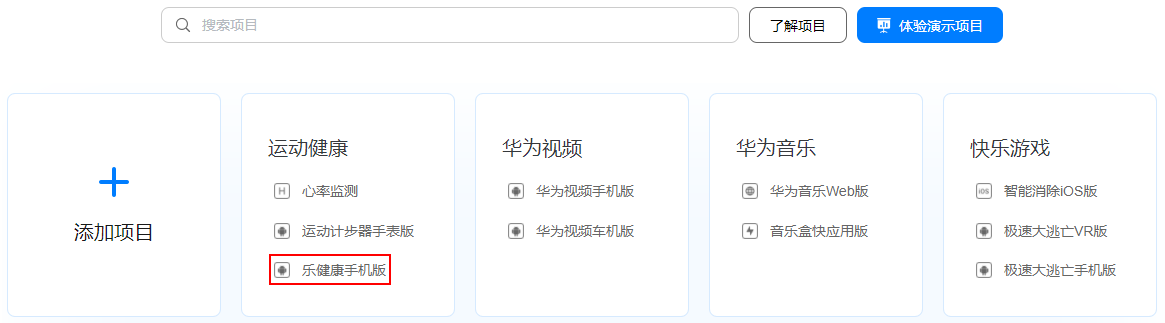 搜索项目
了解项目
体验演示项目
添加项目
运动健康
心率监测
运动计步器手表版
乐健康手机版
华为视频
华为视频手机版
华为视频车机版
华为音乐
华为音乐Web版
音乐盒快应用版
快乐游戏
智能消除iOS版
极速大逃亡VR版
极速大逃亡手机版